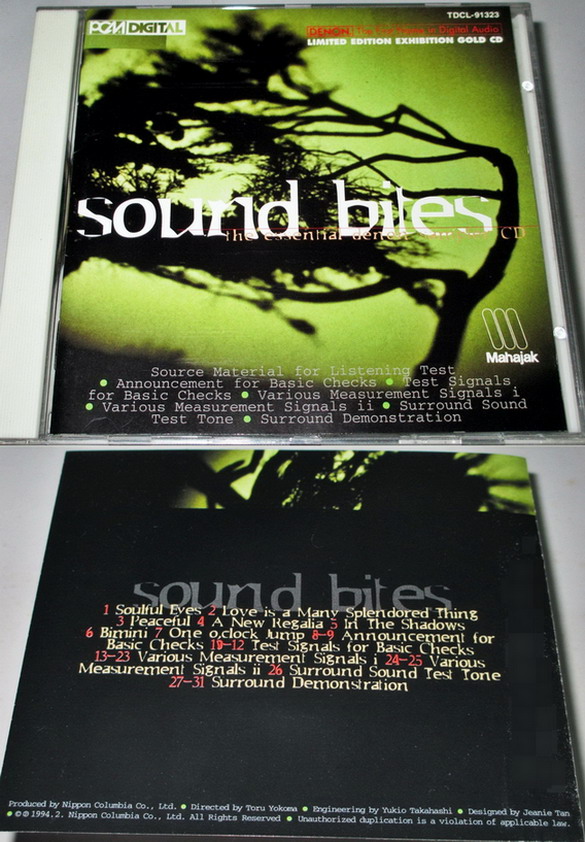 TDCL-91323
PCM DIGITAL
DENON The First Name in Digital Audio
LIMITED EDITION EXHIBITION GOLD CD
sound bites
the essential denon CD
Mahajak
Source Material for Listening Test
● Announcement for Basic Checks ● Test Signals
for Basic Checks ● Various Measurement Signals i
● Various Measurement Signals ii ● Surround Sound
Test Tone ● Surround Demonstration
sound bites
1 Soulful Eyes 2 Love is a Many Splendored Thing
3 Peaceful 4 A New Regalia 5 In The Shadows
6 Bimini 7 One o,clock Jump 8-9 Announcement for
Basic Checks 10-12 Test Signals for Basic Checks
13-23 Various Measurement Signals i 24-25 Various
Measurement Signals ii 26 Surround Sound Test Tone
27-31 Surround Demonstration
Produced by Nippon Columbia Co., Ltd. ● Directed by Toru Yokoma ● Engineering by Yukio Takahashi ● Designed by Jeanie Tan
● ©℗ 1994.2. Nippon Columbia Co., Ltd. All Rights Reserved ● Unauthorized duplication is a violation of applicable law.